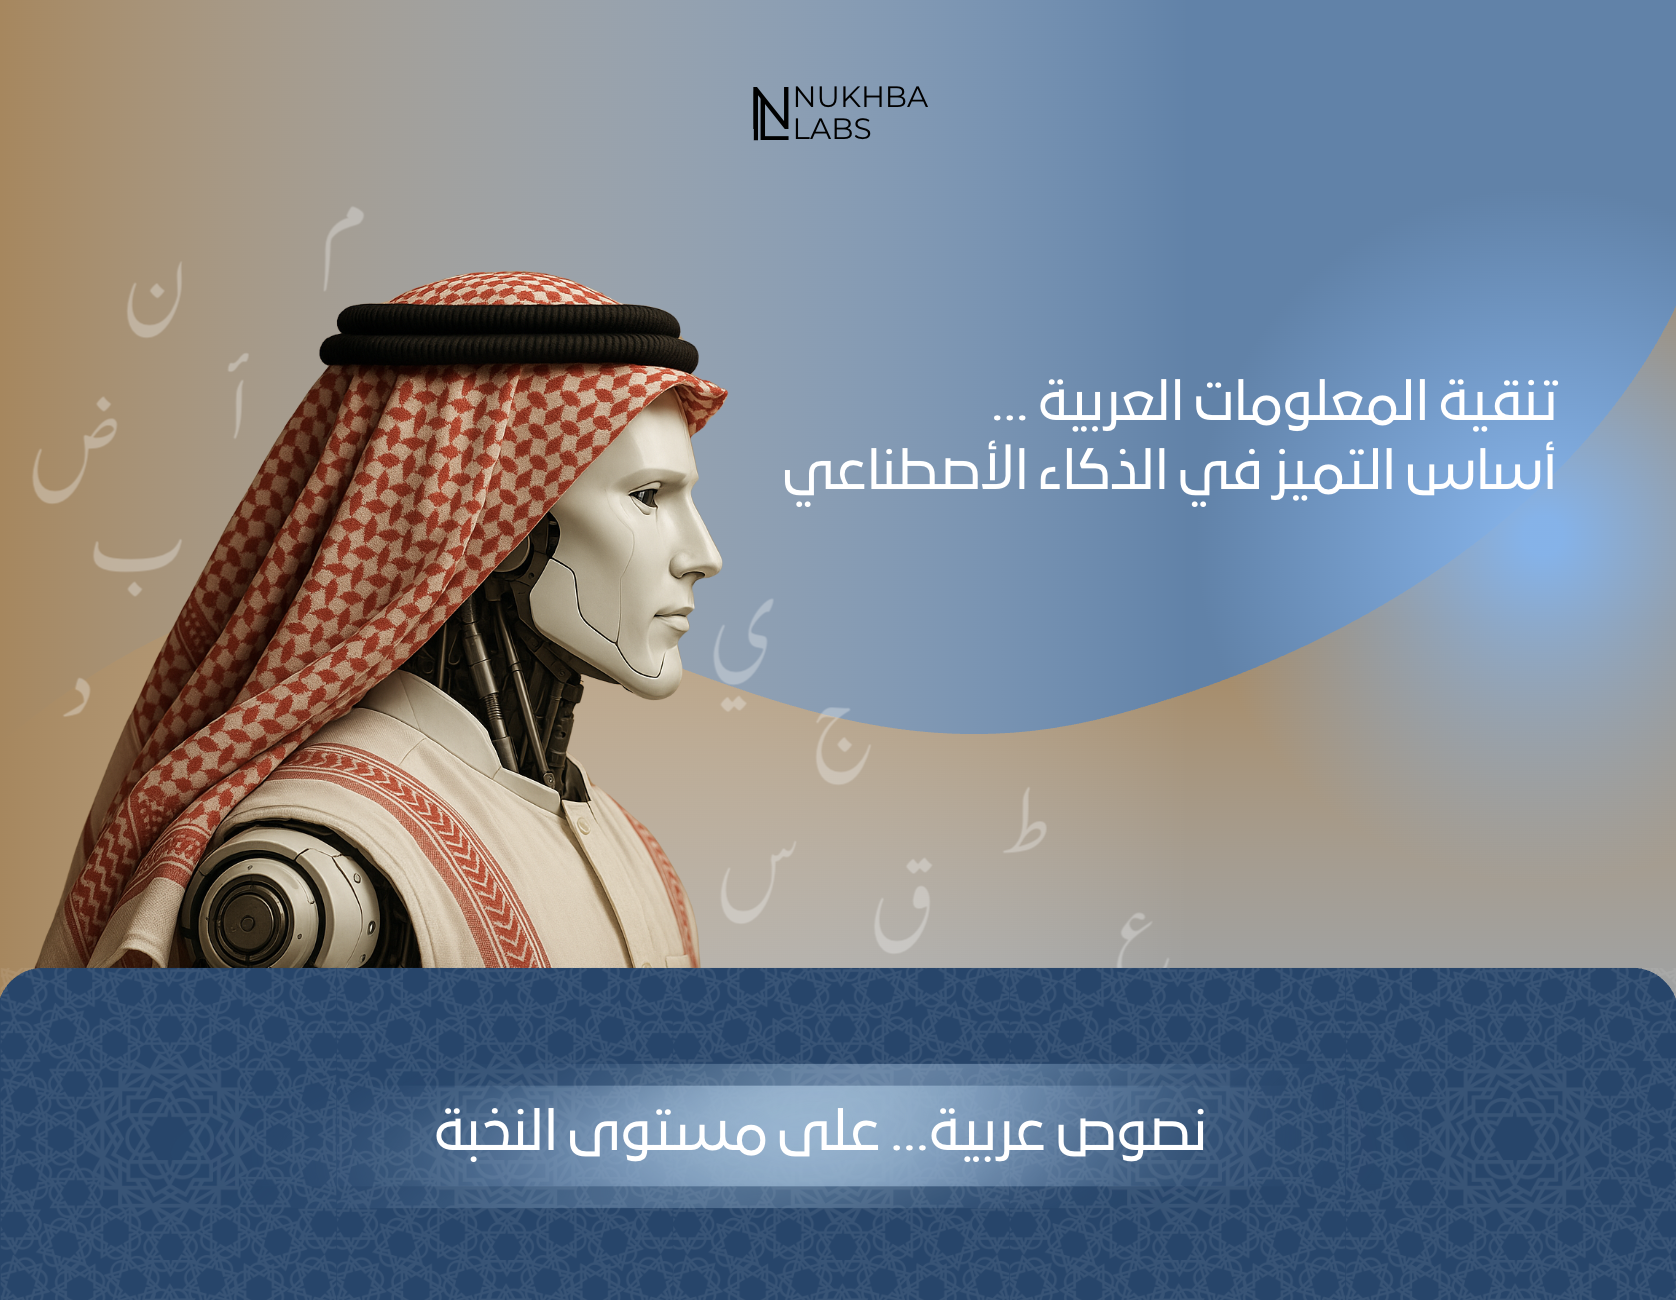 NUKHBA
LABS
تنقية المعلومات العربية ...
أساس التميز في الذكاء الأصطناعي
م
ن
أ
ض
ب
د
ي
ج
ط
س
ق
ع
نصوص عربية... على مستوى النخبة